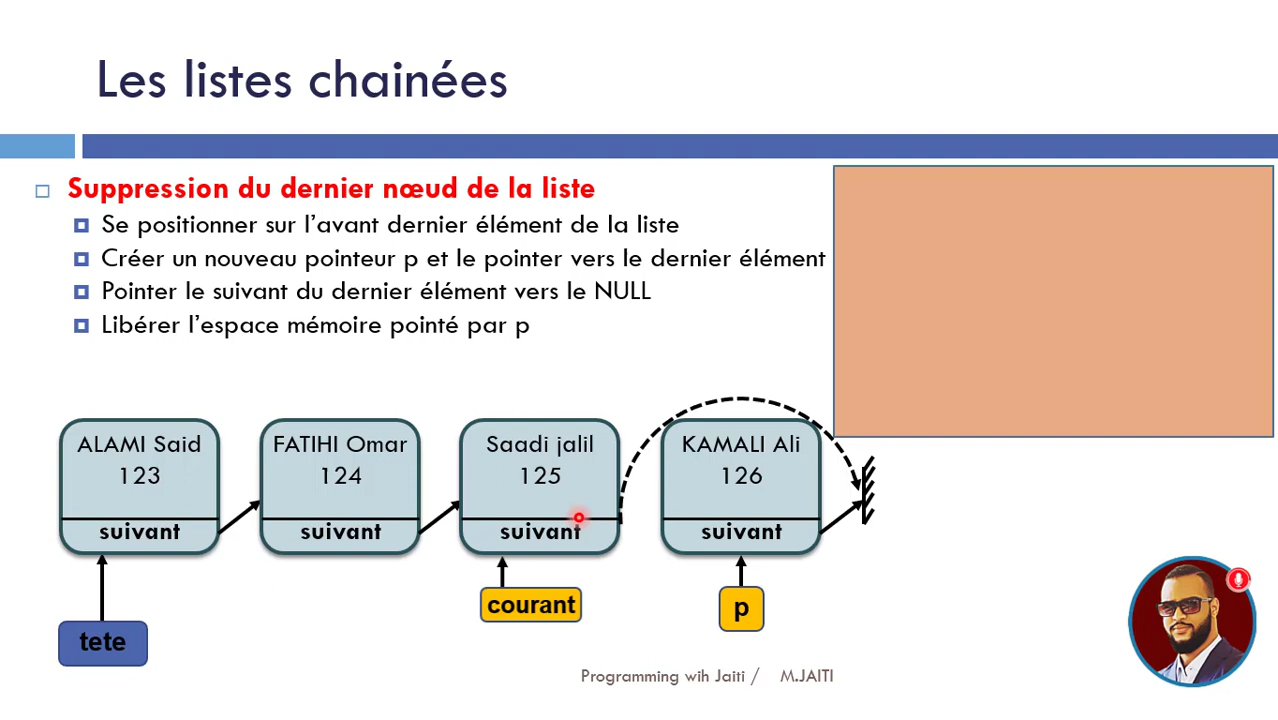 Les listes chainées
Suppression du dernier nœud de la liste
Se positionner sur l’avant dernier élément de la liste
Créer un nouveau pointeur p et le pointer vers le dernier élément
Pointer le suivant du dernier élément vers le NULL
Libérer l’espace mémoire pointé par p
ALAMI Said
123
suivant
FATIHI Omar
124
suivant
Saadi jalil
125
suivant
KAMALI Ali
126
suivant
tete
courant
p
Programming wih Jaiti / M.JAITI